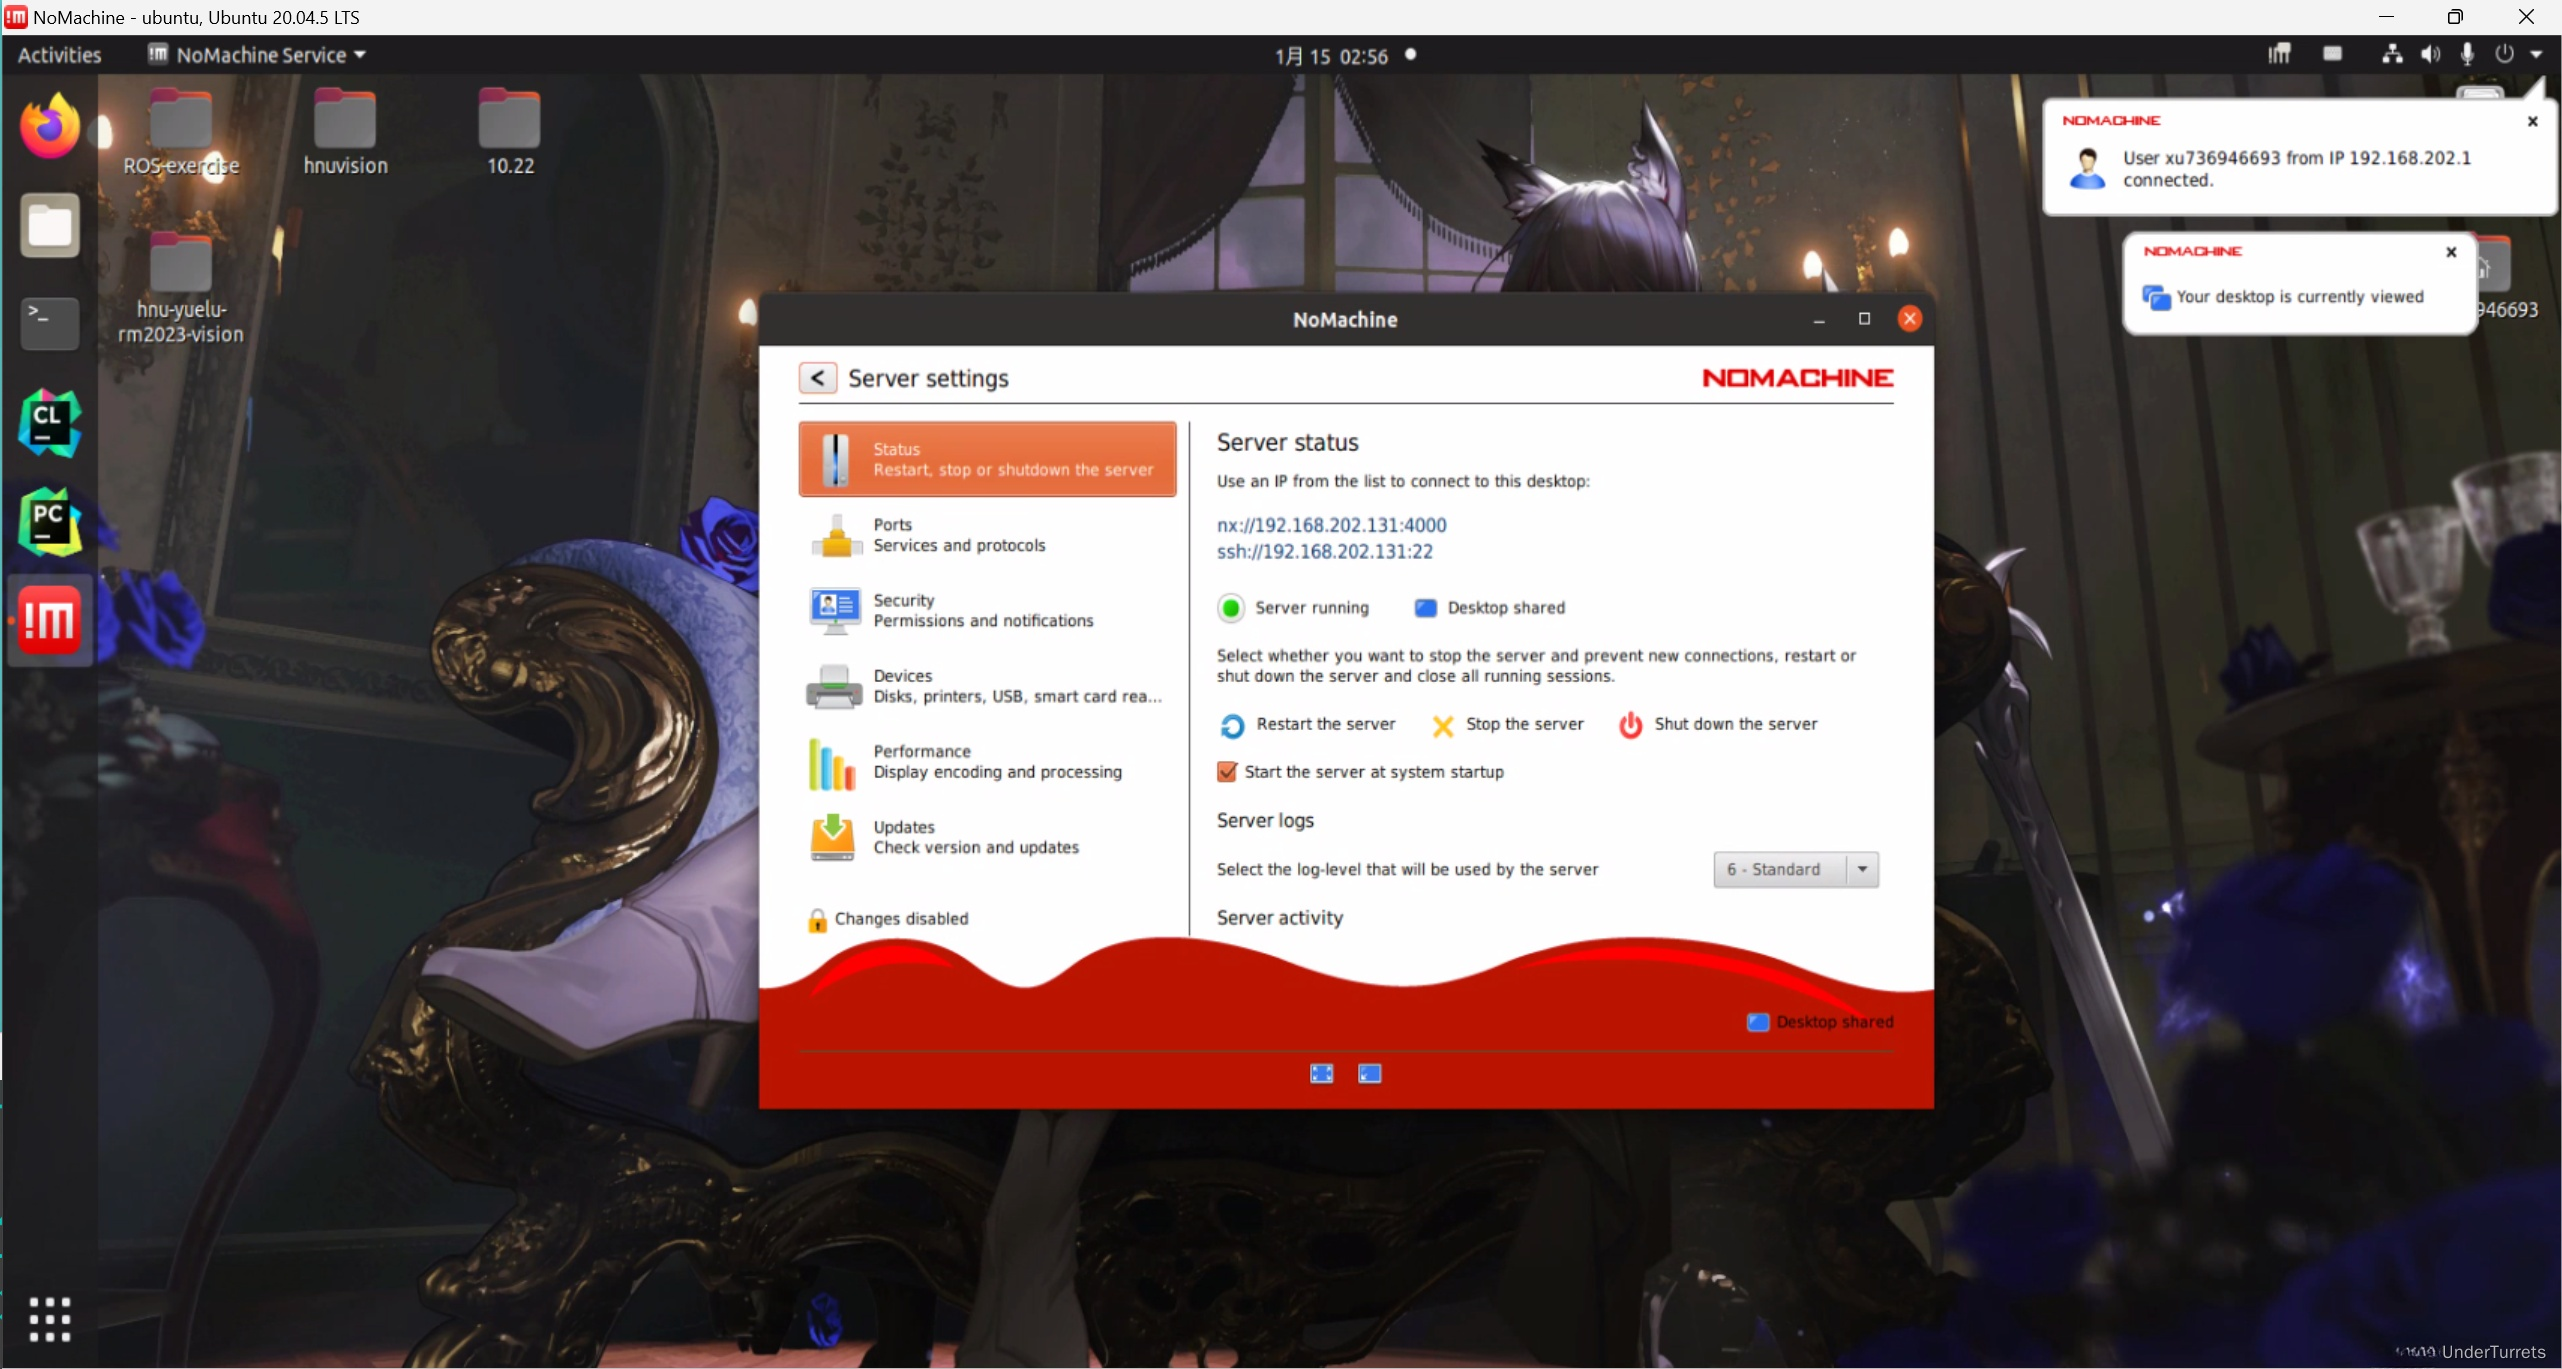 NoMachine - ubuntu, Ubuntu 20.04.5 LTS
Activities
NoMachine Service
1月 15 02:56
ROS-exercise
hnuvision
10.22
hnu-yuelu-
rm2023-vision
>_
CL
PC
!M
NOMACHINE
User xu736946693 from IP 192.168.202.1
connected.
NOMACHINE
Your desktop is currently viewed
946693
NoMachine
< Server settings
NOMACHINE
Status
Restart, stop or shutdown the server
Ports
Services and protocols
Security
Permissions and notifications
Devices
Disks, printers, USB, smart card rea...
Performance
Display encoding and processing
Updates
Check version and updates
Changes disabled
Server status
Use an IP from the list to connect to this desktop:
nx://192.168.202.131:4000
ssh://192.168.202.131:22
Server running
Desktop shared
Select whether you want to stop the server and prevent new connections, restart or
shut down the server and close all running sessions.
Restart the server
Stop the server
Shut down the server
Start the server at system startup
Server logs
Select the log-level that will be used by the server
6 - Standard
Server activity
Desktop shared
UnderTurrets